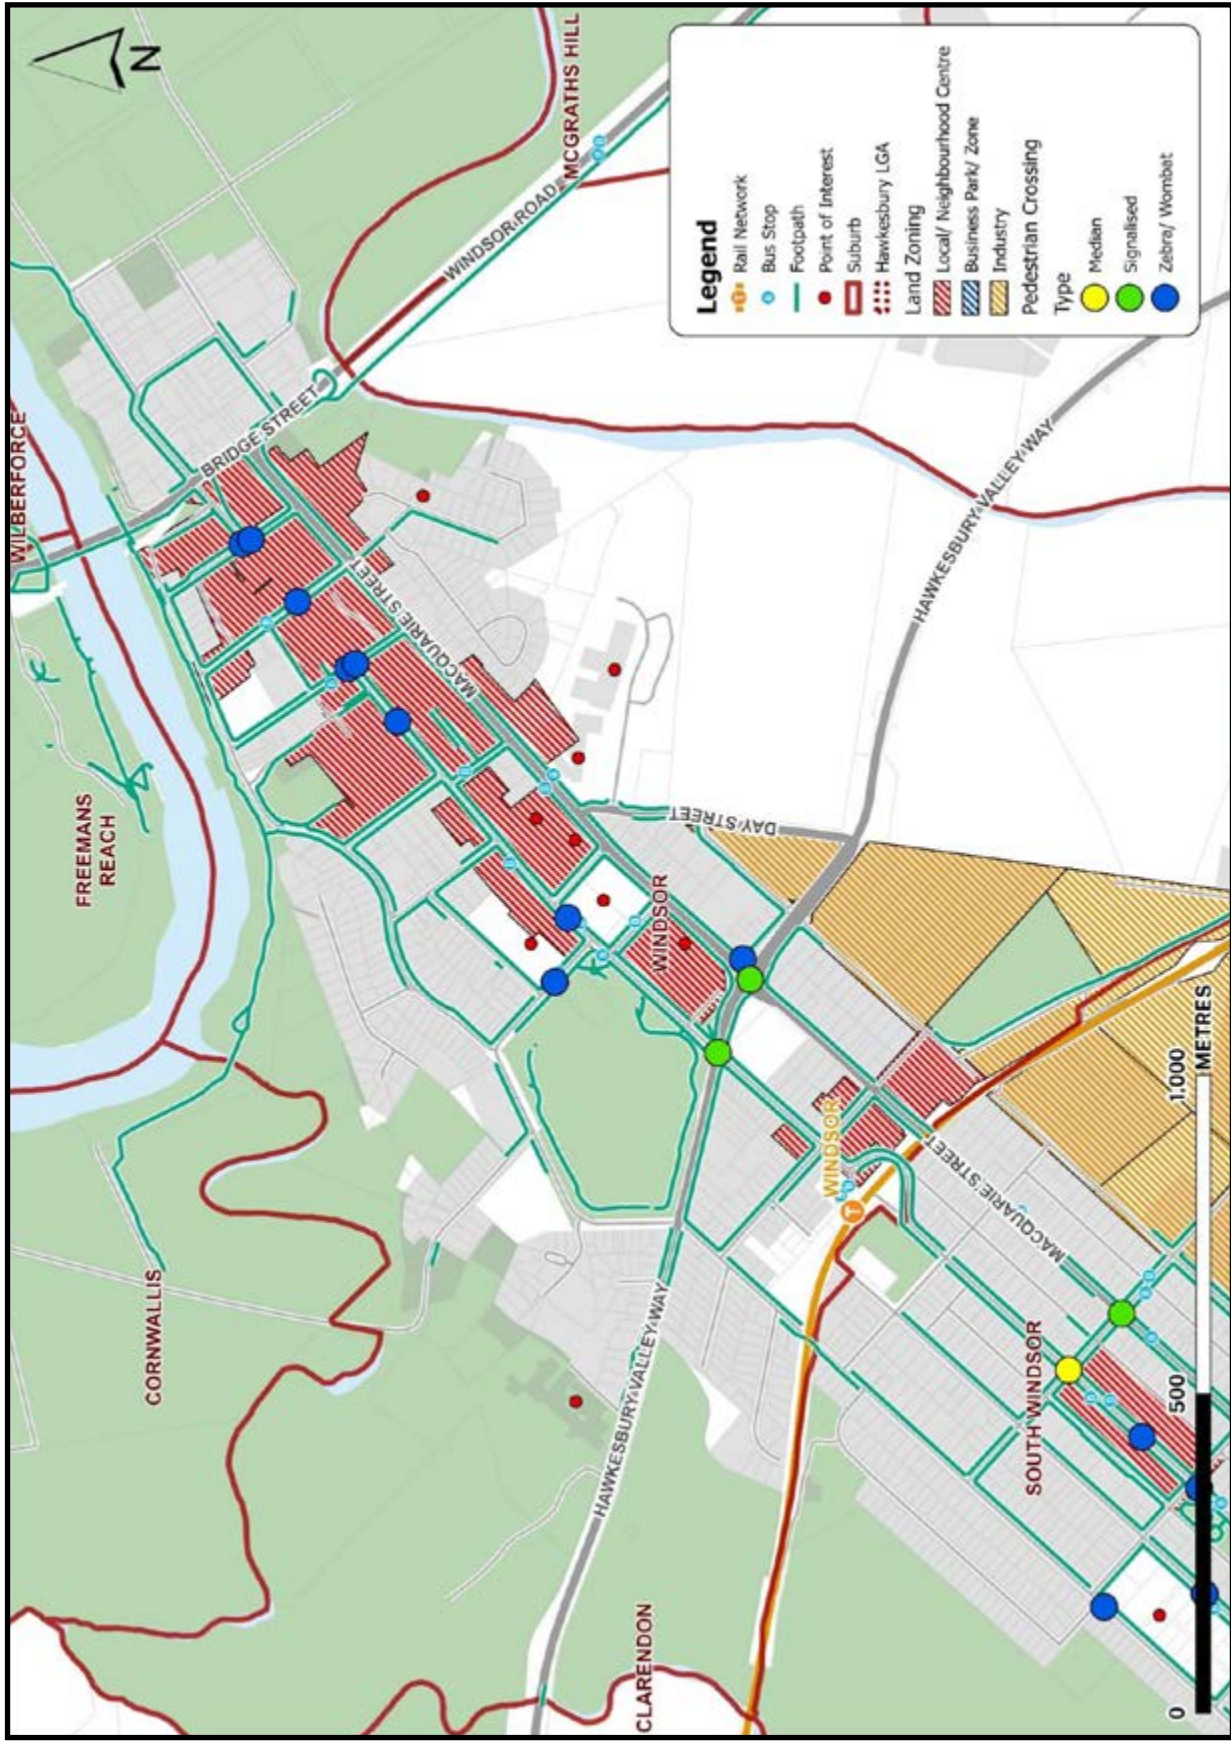 N
WILBERFORCE
MCGRATHS HILL
FREEMANS
REACH
BRIDGE STREET
WINDSOR ROAD
MACQUARIE STREET
CORNWALLIS
WINDSOR
DAY STREET
HAWKESBURY VALLEY WAY
HAWKESBURY VALLEY WAY
WINDSOR
T
MACQUARIE STREET
CLARENDON
SOUTH WINDSOR
Legend
Rail Network
Bus Stop
Footpath
Point of Interest
Suburb
Hawkesbury LGA
Land Zoning
Local/ Neighbourhood Centre
Business Park/ Zone
Industry
Pedestrian Crossing
Type
Median
Signalised
Zebra/ Wombat
0 500 1.000
METRES